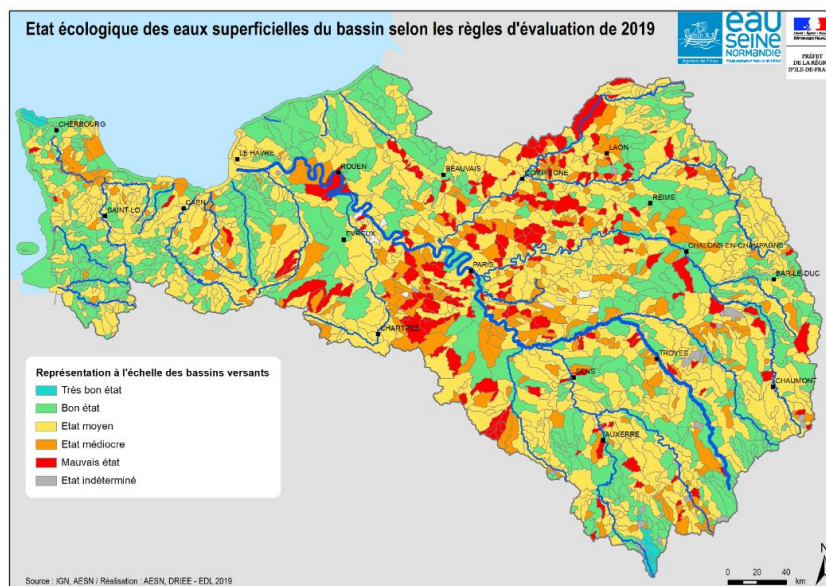 Etat écologique des eaux superficielles du bassin selon les règles d'évaluation de 2019
eau
SEINE
NORMANDIE
Agence de l'eau
PRÉFET
DE LA RÉGION
D'ILE-DE-FRANCE
CHERBOURG
LE HAVRE
ROUEN
BEAUVAIS
COMPIEGNE
LAON
SAINT-LO
CAEN
REIMS
EVREUX
CHALONS-EN-CHAMPAGNE
PARIS
BAR-LE-DUC
CHARTRES
TROYES
SENS
CHAUMONT
AUXERRE
Représentation à l'échelle des bassins versants
Très bon état
Bon état
Etat moyen
Etat médiocre
Mauvais état
Etat indéterminé
N
0 20 40
km
Source : IGN, AESN / Réalisation : AESN, DRIEE - EDL 2019